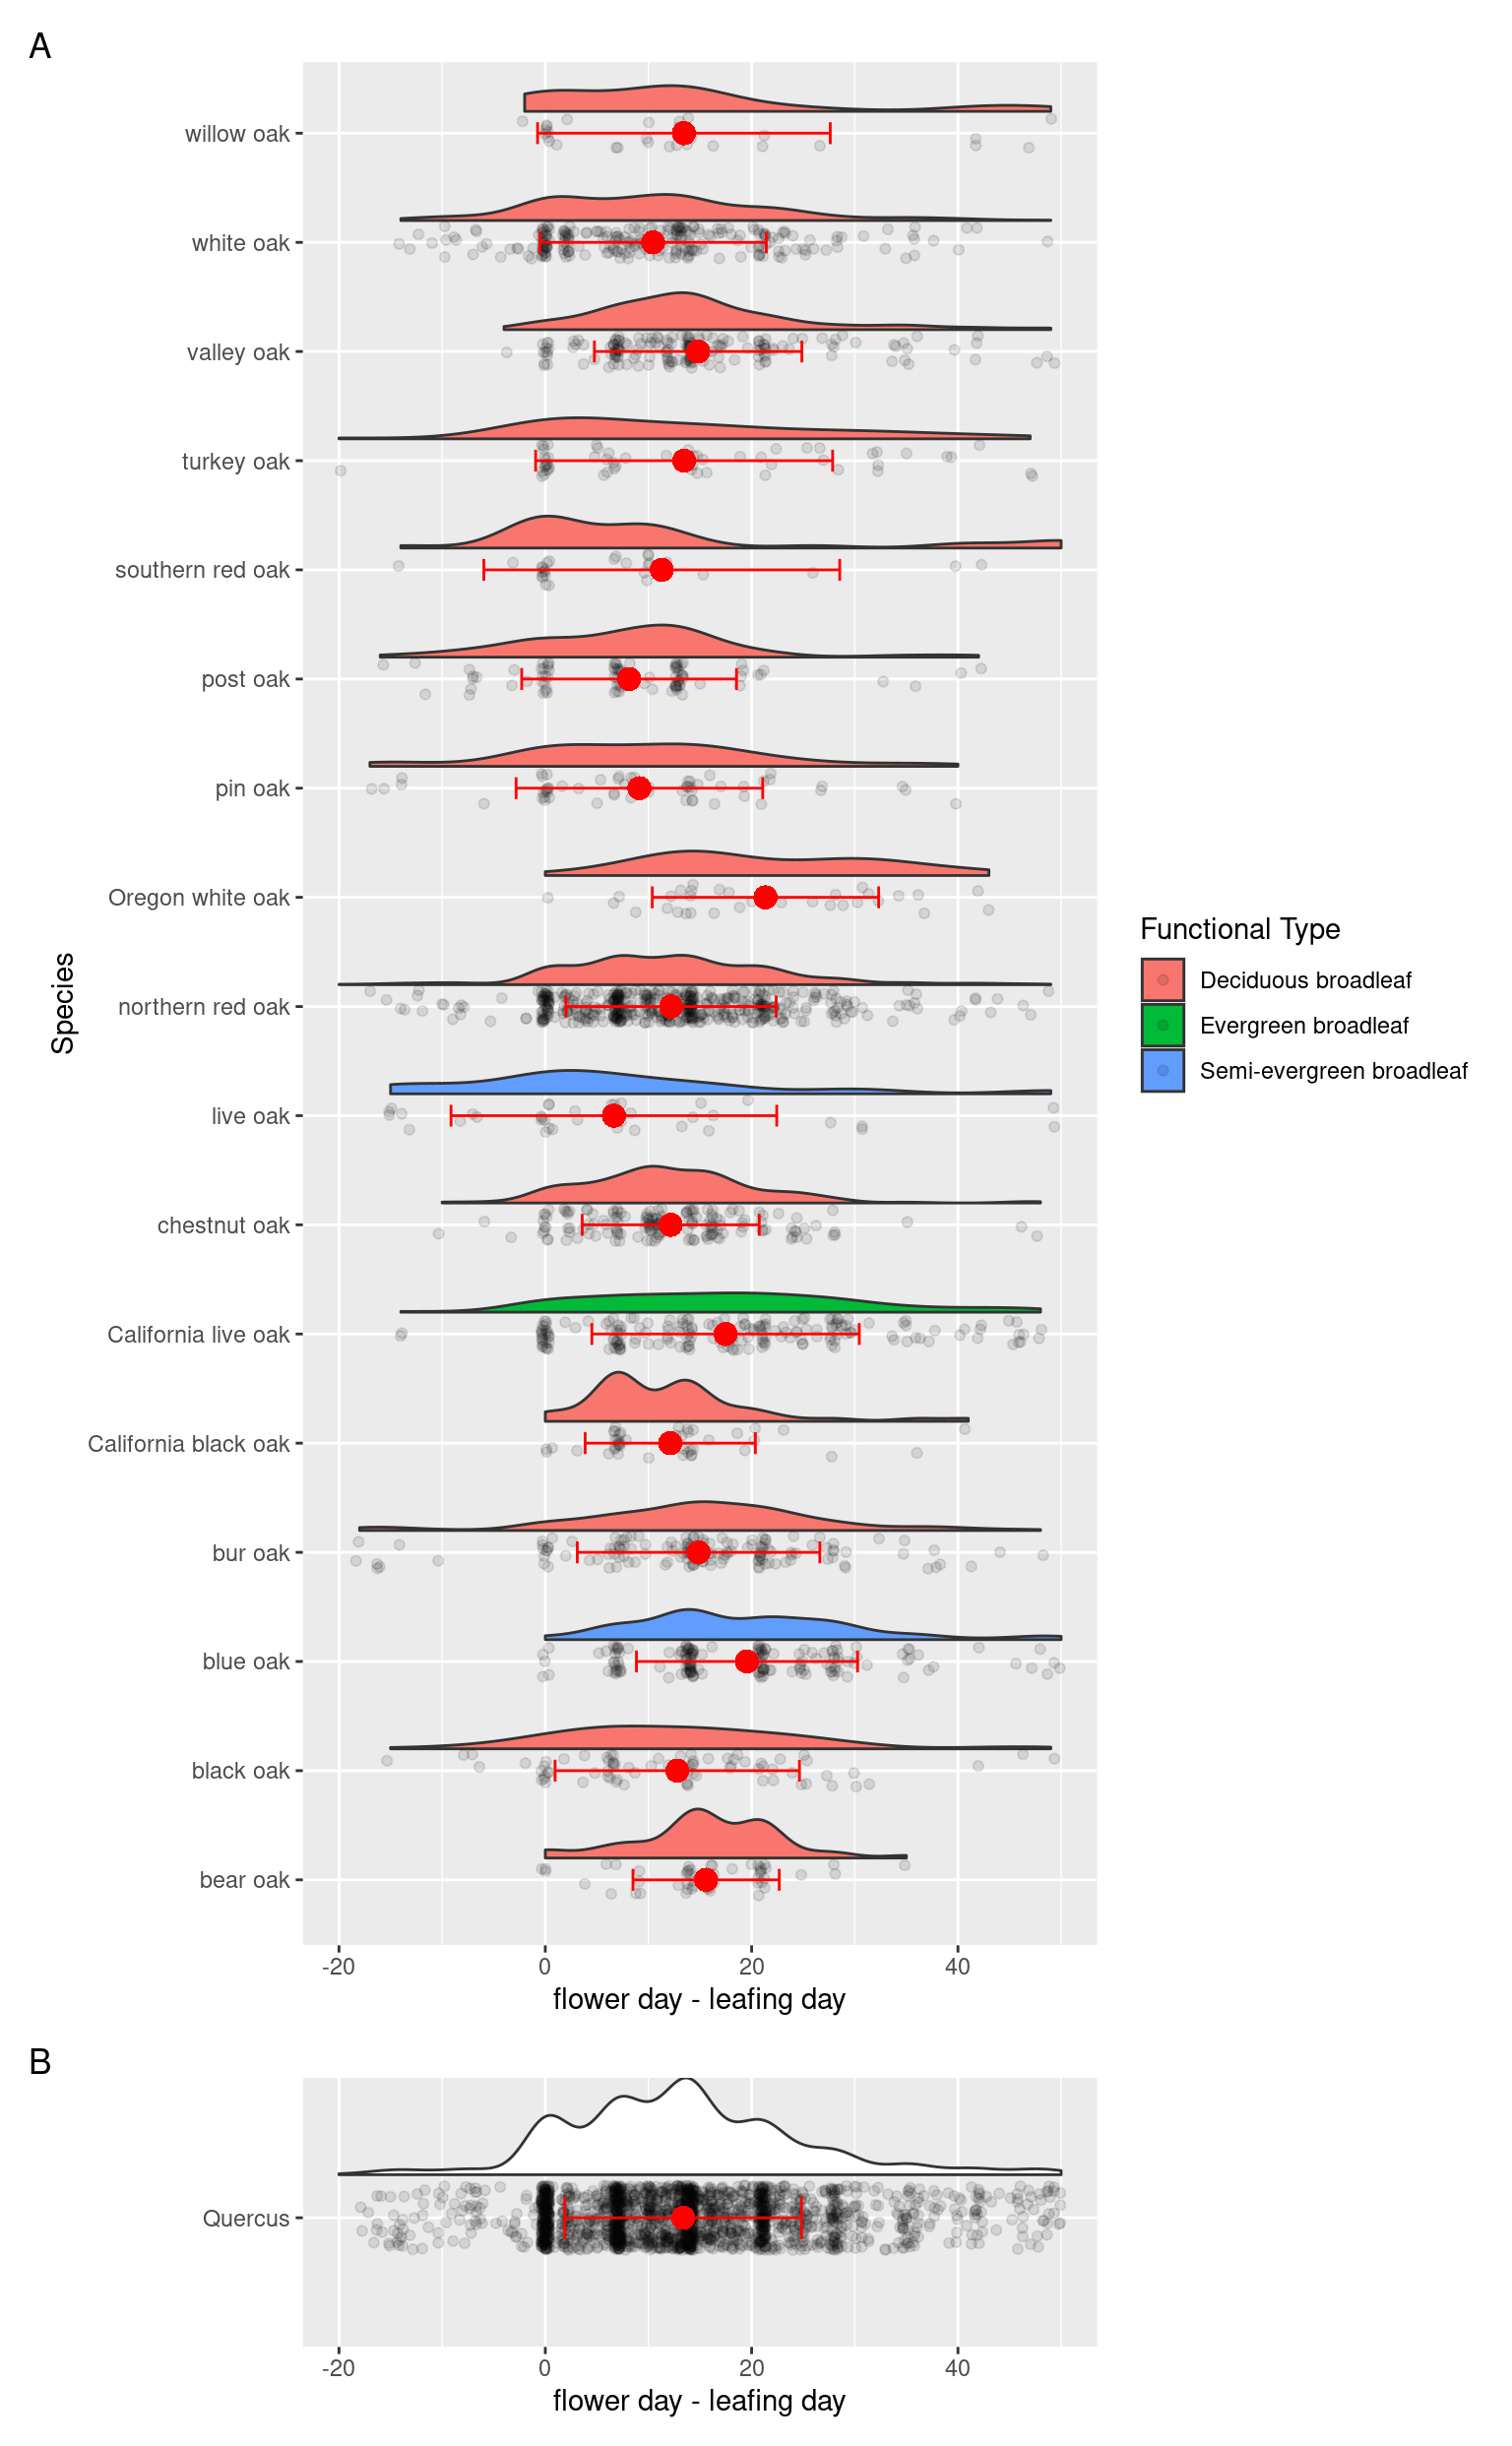 A
willow oak
white oak
valley oak
turkey oak
southern red oak
post oak
pin oak
Oregon white oak
northern red oak
live oak
chestnut oak
California live oak
California black oak
bur oak
blue oak
black oak
bear oak
Species
-20 0 20 40
flower day - leafing day
Functional Type
Deciduous broadleaf
Evergreen broadleaf
Semi-evergreen broadleaf
B
Quercus
-20 0 20 40
flower day - leafing day